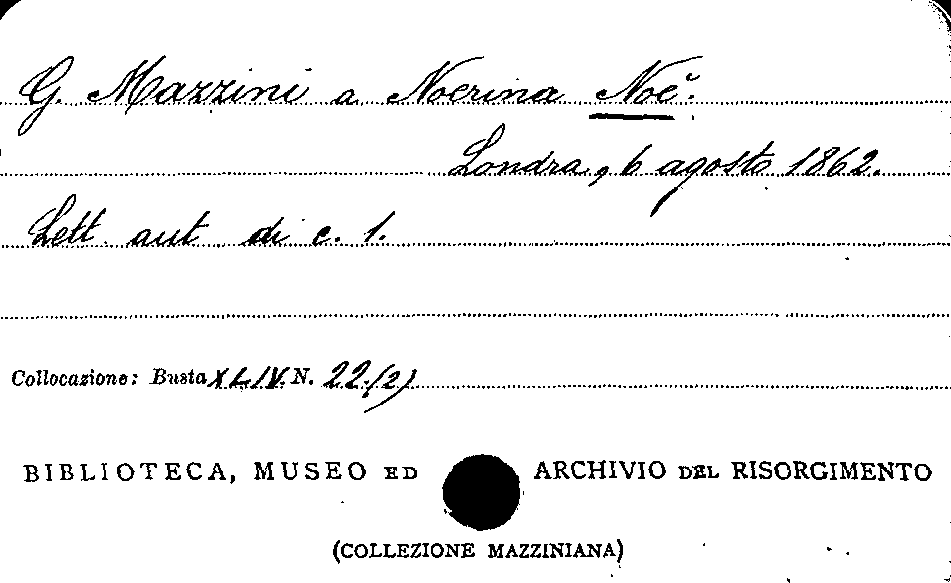 G. Mazzini a Noerina Noë.
Londra, 6 agosto 1862.
Lett. aut. di c. 1.
Collocazione: Busta XLIV N. 22.(2)
BIBLIOTECA, MUSEO ED ARCHIVIO DEL RISORGIMENTO
(COLLEZIONE MAZZINIANA)